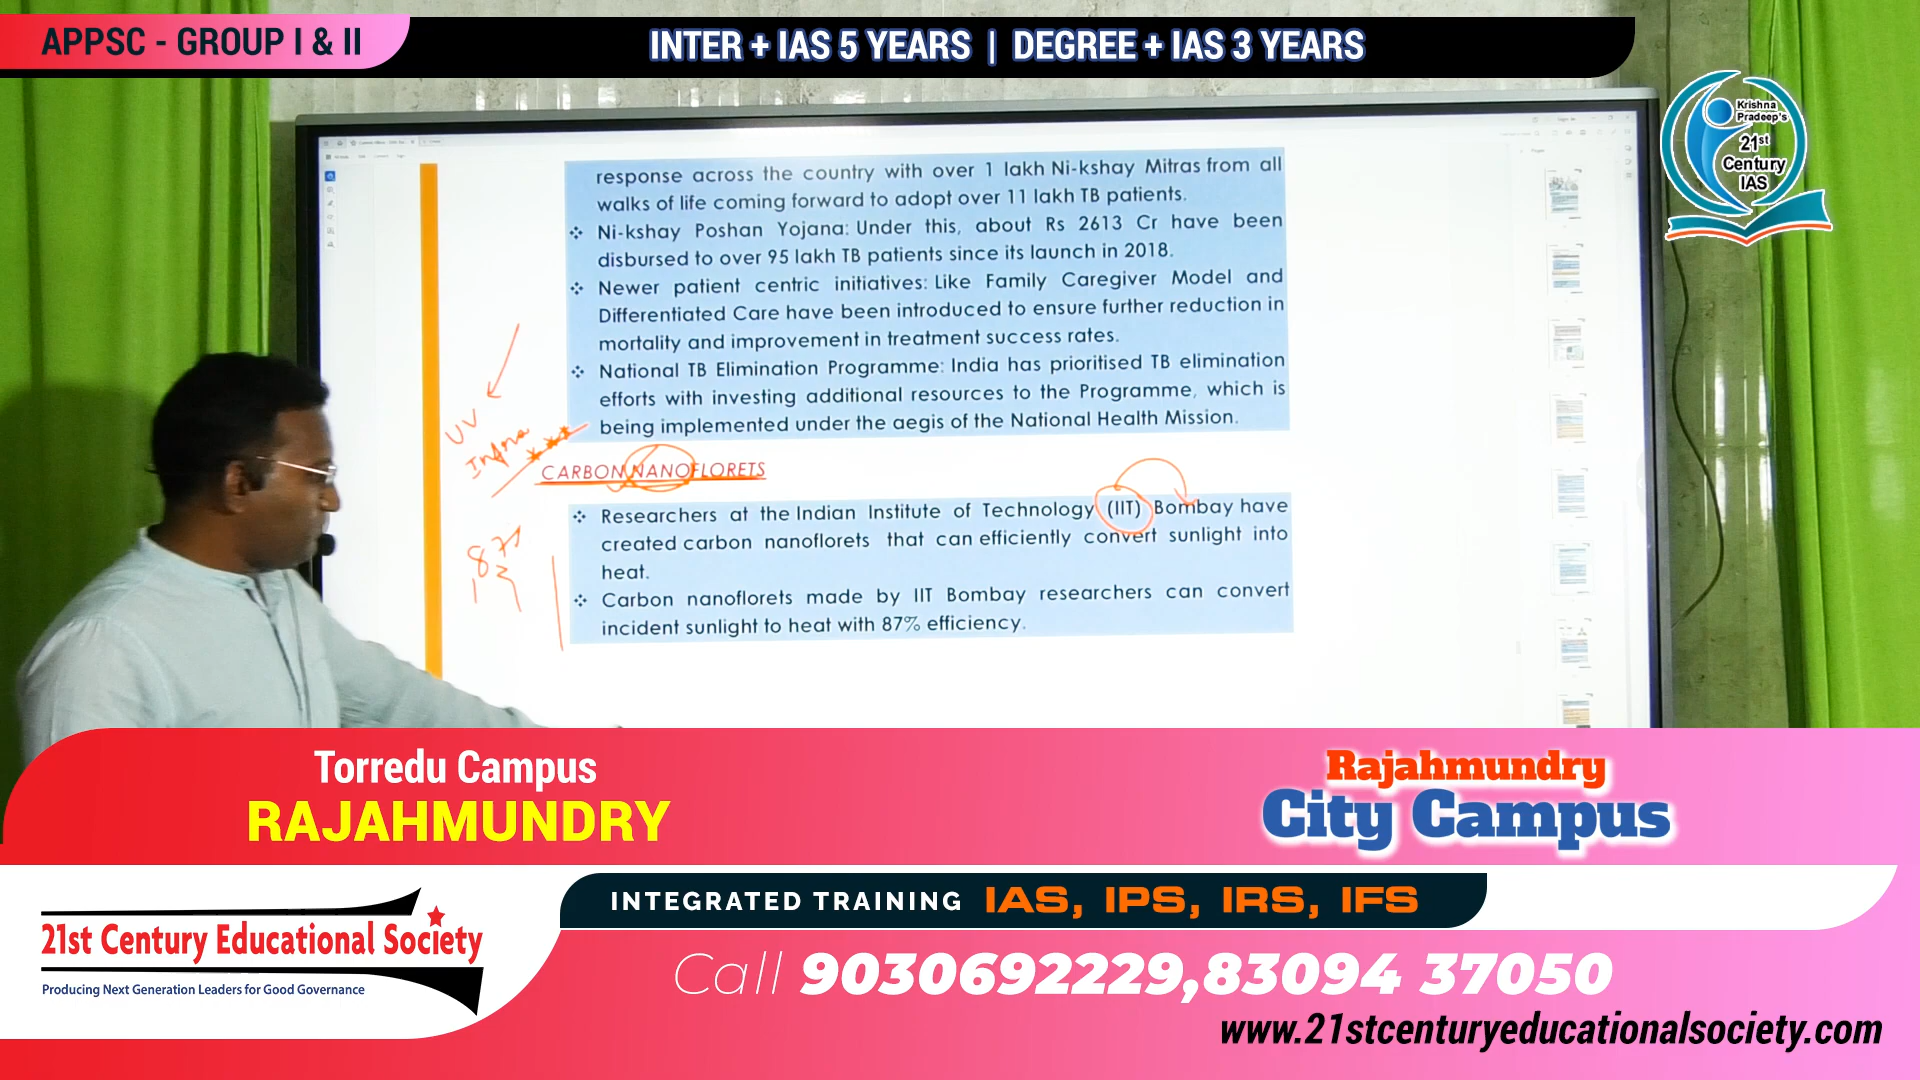 APPSC - GROUP I & II
INTER + IAS 5 YEARS | DEGREE + IAS 3 YEARS
Krishna
Pradeep's
21st
Century
IAS
response across the country with over 1 lakh Ni-kshay Mitras from all
walks of life coming forward to adopt over 11 lakh TB patients.
❖ Ni-kshay Poshan Yojana: Under this, about Rs 2613 Cr have been
disbursed to over 95 lakh TB patients since its launch in 2018.
❖ Newer patient centric initiatives: Like Family Caregiver Model and
Differentiated Care have been introduced to ensure further reduction in
mortality and improvement in treatment success rates.
❖ National TB Elimination Programme: India has prioritised TB elimination
efforts with investing additional resources to the Programme, which is
being implemented under the aegis of the National Health Mission.
UV
Infra
CARBON NANOFLORETS
❖ Researchers at the Indian Institute of Technology (IIT) Bombay have
created carbon nanoflorets that can efficiently convert sunlight into
heat.
❖ Carbon nanoflorets made by IIT Bombay researchers can convert
incident sunlight to heat with 87% efficiency.
Torredu Campus
RAJAHMUNDRY
Rajahmundry
City Campus
21st Century Educational Society
Producing Next Generation Leaders for Good Governance
INTEGRATED TRAINING IAS, IPS, IRS, IFS
Call 9030692229,83094 37050
www.21stcenturyeducationalsociety.com